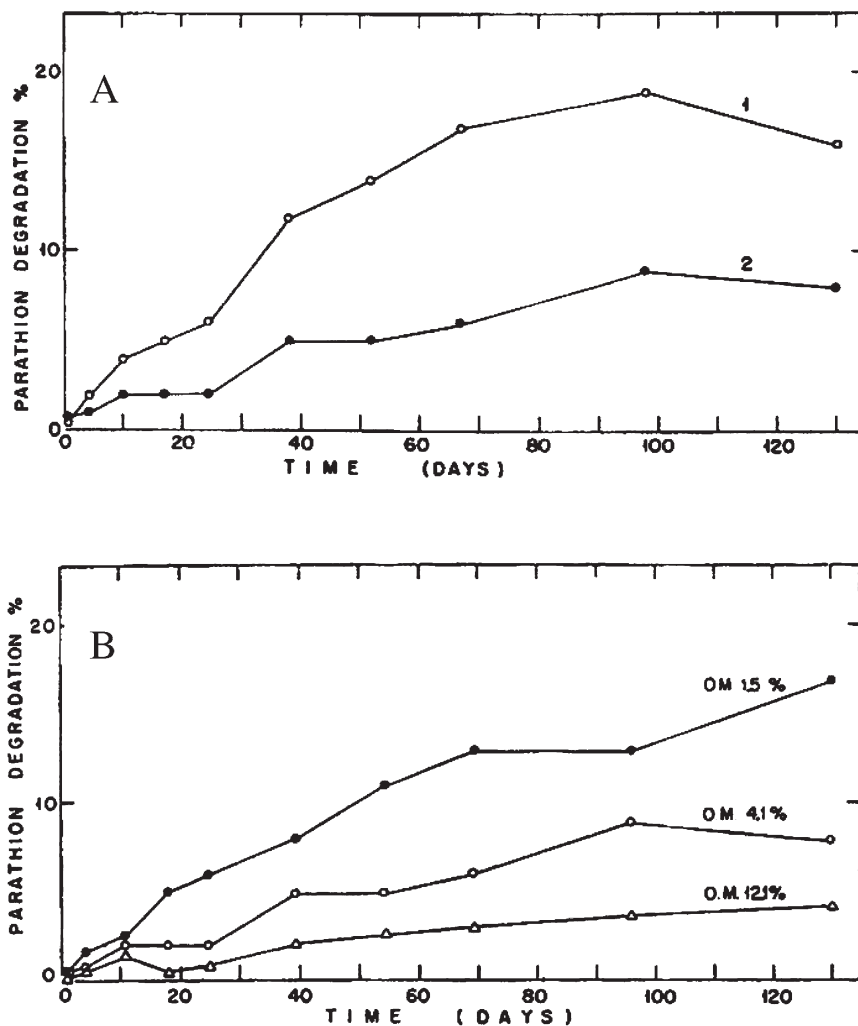 A
PARATHION DEGRADATION %
20
10
0
1
2
0 20 40 60 80 100 120
TIME (DAYS)
B
PARATHION DEGRADATION %
20
10
0
OM 1.5 %
OM 4.1%
O.M. 12.1%
0 20 40 60 80 100 120
TIME (DAYS)